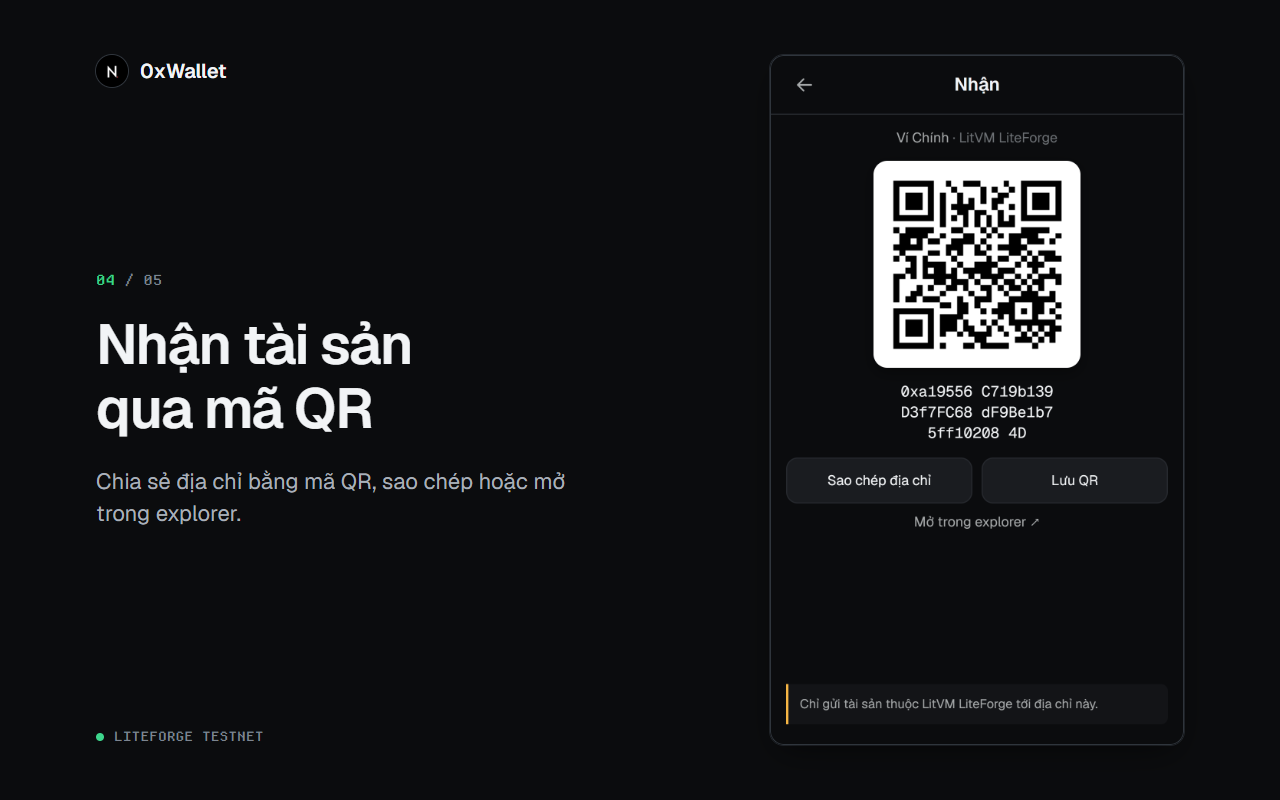 N 0xWallet
04 / 05
Nhận tài sản
qua mã QR
Chia sẻ địa chỉ bằng mã QR, sao chép hoặc mở
trong explorer.
LITEFORGE TESTNET
← Nhận
Ví Chính · LitVM LiteForge
0xa19556 C719b139
D3f7FC68 dF9Be1b7
5ff10208 4D
Sao chép địa chỉ
Lưu QR
Mở trong explorer ↗
Chỉ gửi tài sản thuộc LitVM LiteForge tới địa chỉ này.